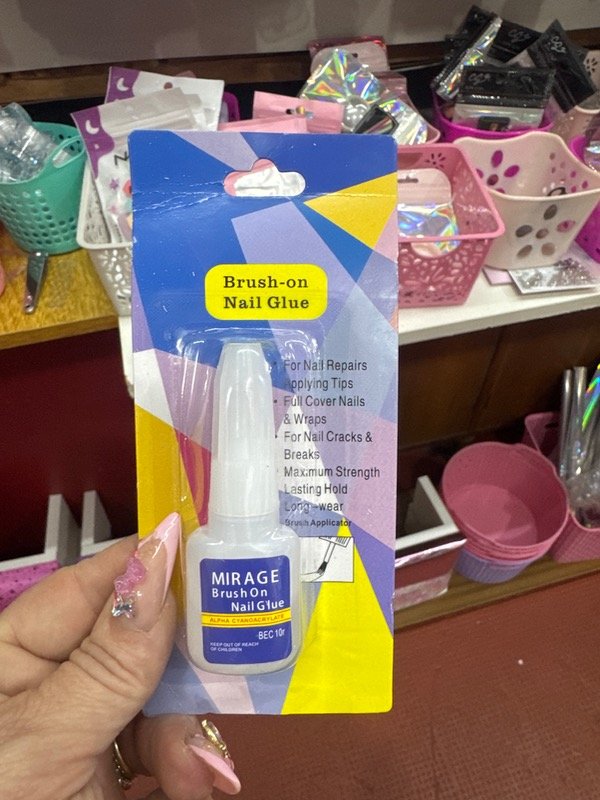 Brush-on
Nail Glue
• For Nail Repairs
Applying Tips
• Full Cover Nails
& Wraps
• For Nail Cracks &
Breaks
Maximum Strength
Lasting Hold
Long-wear
Brush Applicator
MIRAGE
Brush On
Nail Glue
ALPHA CYANOACRYLATE
BEC 10г
KEEP OUT OF REACH
OF CHILDREN